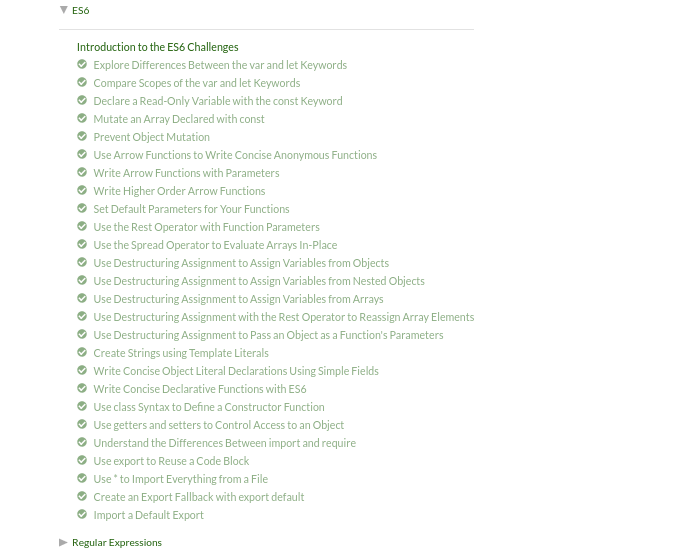 ES6
Introduction to the ES6 Challenges
Explore Differences Between the var and let Keywords
Compare Scopes of the var and let Keywords
Declare a Read-Only Variable with the const Keyword
Mutate an Array Declared with const
Prevent Object Mutation
Use Arrow Functions to Write Concise Anonymous Functions
Write Arrow Functions with Parameters
Write Higher Order Arrow Functions
Set Default Parameters for Your Functions
Use the Rest Operator with Function Parameters
Use the Spread Operator to Evaluate Arrays In-Place
Use Destructuring Assignment to Assign Variables from Objects
Use Destructuring Assignment to Assign Variables from Nested Objects
Use Destructuring Assignment to Assign Variables from Arrays
Use Destructuring Assignment with the Rest Operator to Reassign Array Elements
Use Destructuring Assignment to Pass an Object as a Function's Parameters
Create Strings using Template Literals
Write Concise Object Literal Declarations Using Simple Fields
Write Concise Declarative Functions with ES6
Use class Syntax to Define a Constructor Function
Use getters and setters to Control Access to an Object
Understand the Differences Between import and require
Use export to Reuse a Code Block
Use * to Import Everything from a File
Create an Export Fallback with export default
Import a Default Export
Regular Expressions